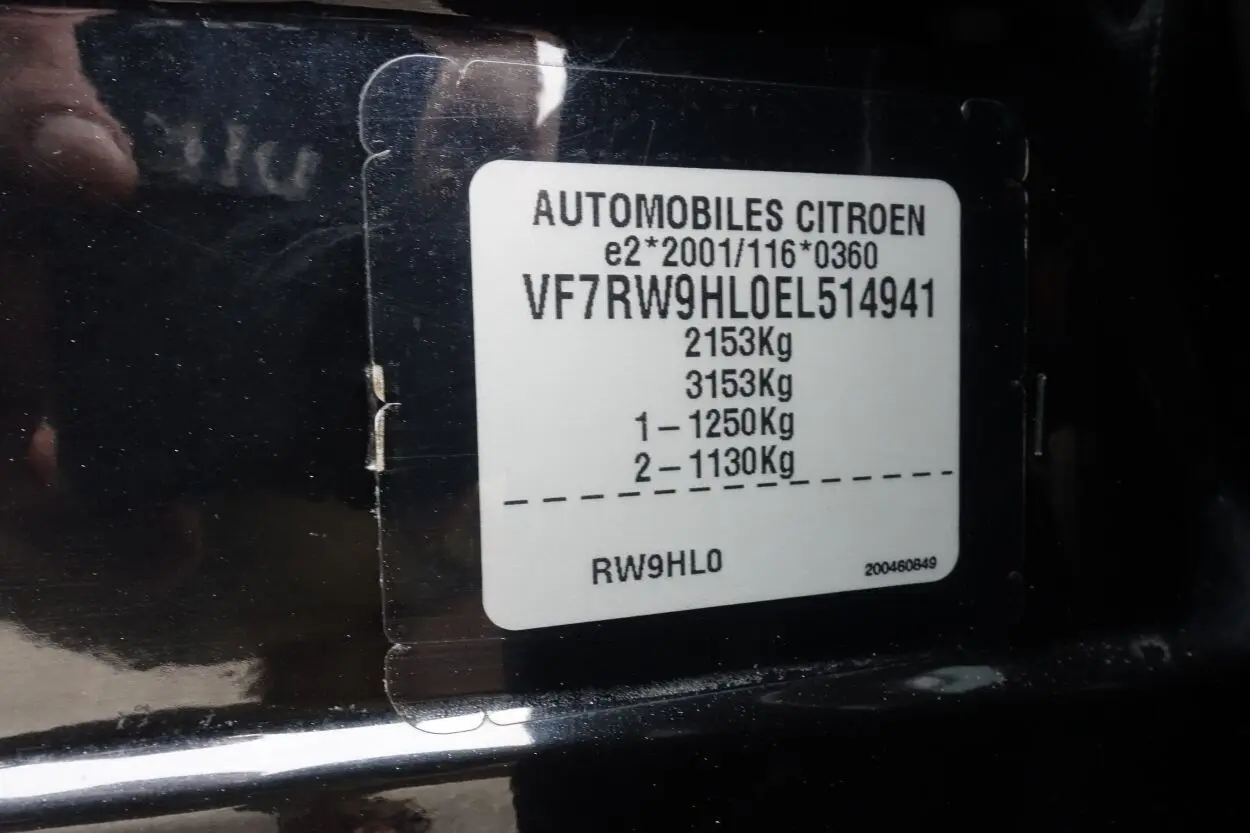 AUTOMOBILES CITROEN
e2*2001/116*0360
VF7RW9HL0EL514941
2153Kg
3153Kg
1 – 1250Kg
2 – 1130Kg
RW9HL0
200460849